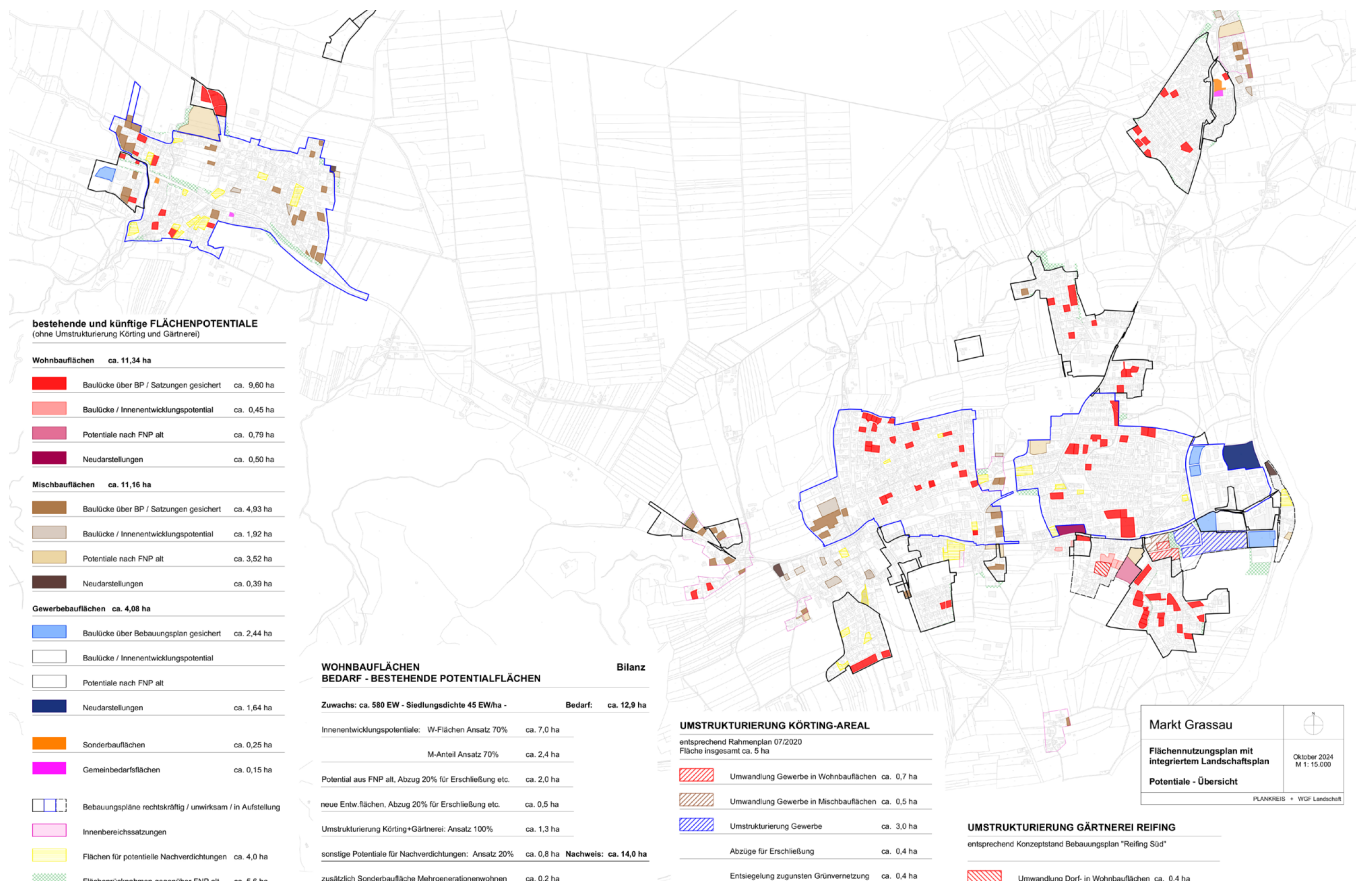 bestehende und künftige FLÄCHENPOTENTIALE
(ohne Umstrukturierung Körting und Gärtnerei)
Wohnbauflächen ca. 11,34 ha
Baulücke über BP / Satzungen gesichert ca. 9,60 ha
Baulücke / Innenentwicklungspotential ca. 0,45 ha
Potentiale nach FNP alt ca. 0,79 ha
Neudarstellungen ca. 0,50 ha
Mischbauflächen ca. 11,16 ha
Baulücke über BP / Satzungen gesichert ca. 4,93 ha
Baulücke / Innenentwicklungspotential ca. 1,92 ha
Potentiale nach FNP alt ca. 3,52 ha
Neudarstellungen ca. 0,39 ha
Gewerbebauflächen ca. 4,08 ha
Baulücke über Bebauungsplan gesichert ca. 2,44 ha
Baulücke / Innenentwicklungspotential
Potentiale nach FNP alt
Neudarstellungen ca. 1,64 ha
Sonderbauflächen ca. 0,25 ha
Gemeinbedarfsflächen ca. 0,15 ha
Bebauungspläne rechtskräftig / unwirksam / in Aufstellung
Innenbereichssatzungen
Flächen für potentielle Nachverdichtungen ca. 4,0 ha
Flächenrücknahmen gegenüber FNP alt ca. 5,6 ha
WOHNBAUFLÄCHEN Bilanz
BEDARF - BESTEHENDE POTENTIALFLÄCHEN
Zuwachs: ca. 580 EW - Siedlungsdichte 45 EW/ha - Bedarf: ca. 12,9 ha
Innenentwicklungspotentiale: W-Flächen Ansatz 70% ca. 7,0 ha
M-Anteil Ansatz 70% ca. 2,4 ha
Potential aus FNP alt, Abzug 20% für Erschließung etc. ca. 2,0 ha
neue Entw.flächen. Abzug 20% für Erschließung etc. ca. 0,5 ha
Umstrukturierung Körting+Gärtnerei: Ansatz 100% ca. 1,3 ha
sonstige Potentiale für Nachverdichtungen: Ansatz 20% ca. 0,8 ha Nachweis: ca. 14,0 ha
zusätzlich Sonderbaufläche Mehrgenerationenwohnen ca. 0,2 ha
UMSTRUKTURIERUNG KÖRTING-AREAL
entsprechend Rahmenplan 07/2020
Fläche insgesamt ca. 5 ha
Umwandlung Gewerbe in Wohnbauflächen ca. 0,7 ha
Umwandlung Gewerbe in Mischbauflächen ca. 0,5 ha
Umstrukturierung Gewerbe ca. 3,0 ha
Abzüge für Erschließung ca. 0,4 ha
Entsiegelung zugunsten Grünvernetzung ca. 0,4 ha
Markt Grassau
N
Flächennutzungsplan mit
integriertem Landschaftsplan
Oktober 2024
M 1: 15.000
Potentiale - Übersicht
PLANKREIS + WGF Landschaft
UMSTRUKTURIERUNG GÄRTNEREI REIFING
entsprechend Konzeptstand Bebauungsplan "Reifing Süd"
Umwandlung Dorf- in Wohnbauflächen ca. 0,4 ha